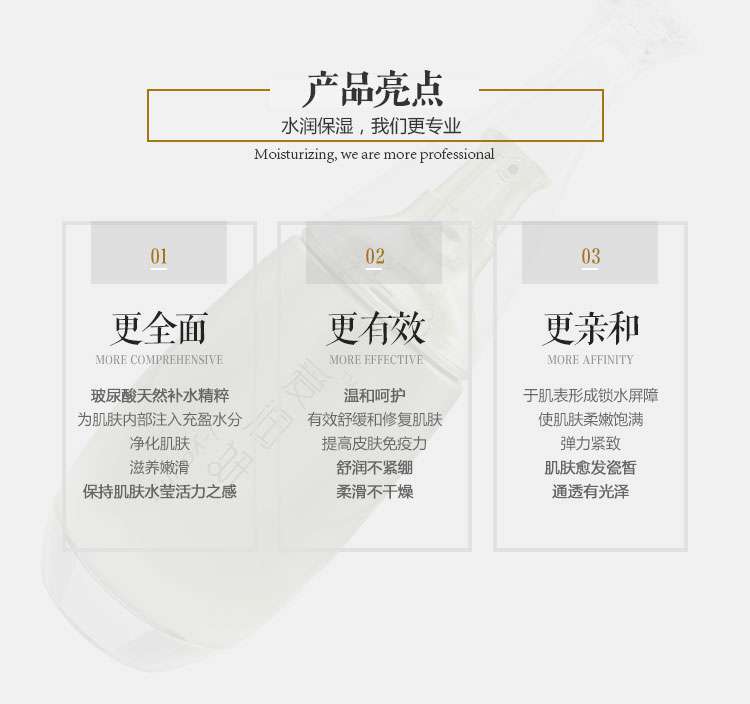 产品亮点
水润保湿，我们更专业
Moisturizing, we are more professional
01
更全面
MORE COMPREHENSIVE
玻尿酸天然补水精粹
为肌肤内部注入充盈水分
净化肌肤
滋养嫩滑
保持肌肤水莹活力之感
02
更有效
MORE EFFECTIVE
温和呵护
有效舒缓和修复肌肤
提高皮肤免疫力
舒润不紧绷
柔滑不干燥
03
更亲和
MORE AFFINITY
于肌表形成锁水屏障
使肌肤柔嫩饱满
弹力紧致
肌肤愈发瓷皙
通透有光泽